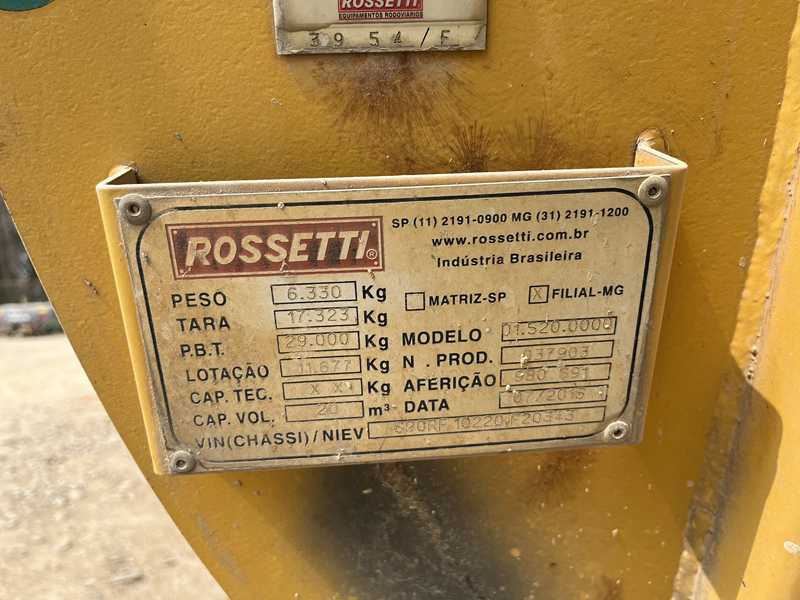 ROSSETTI
EQUIPAMENTOS RODOVIÁRIOS
3954/F
ROSSETTI®
SP (11) 2191-0900 MG (31) 2191-1200
www.rossetti.com.br
Indústria Brasileira
PESO 6.330 Kg
MATRIZ-SP X FILIAL-MG
TARA 17.323 Kg
P.B.T. 29.000 Kg
MODELO 01.520.0000
LOTAÇÃO 11.677 Kg
N . PROD. 037903
CAP. TEC. X X Kg
AFÉRIÇÃO 980 591
CAP. VOL. 20 m³
DATA 07/2015
VIN(CHASSI)/NIEV